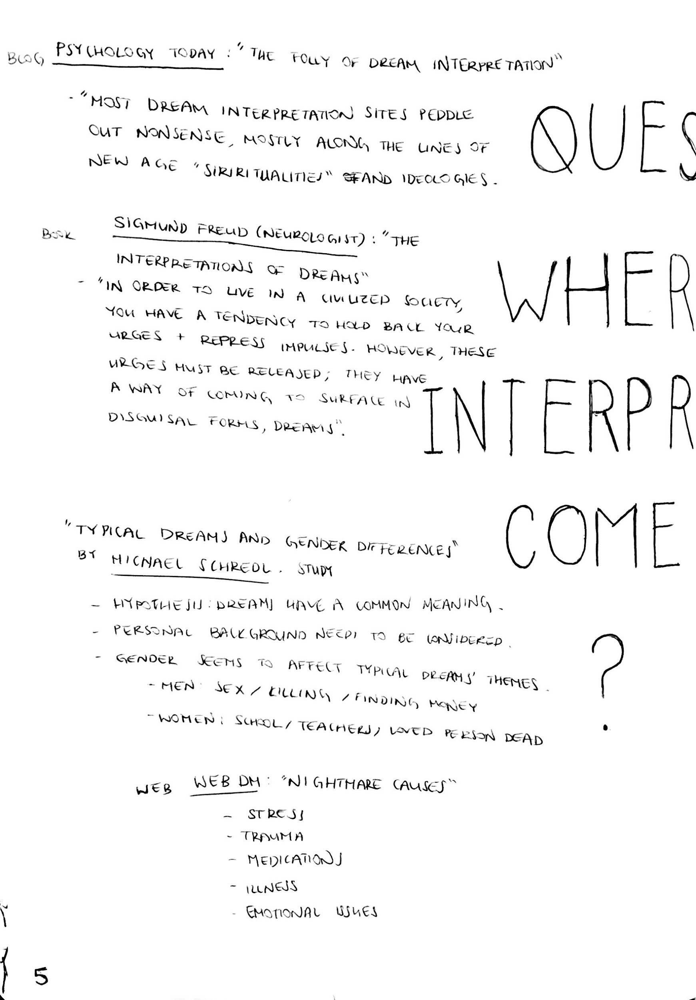 BLOG PSYCHOLOGY TODAY : "THE FOLLY OF DREAM INTERPRETATION"
- "MOST DREAM INTERPRETATION SITES PEDDLE
OUT NONSENSE, MOSTLY ALONG THE LINES OF
NEW AGE "SIRIRITUALITIES" AND IDEOLOGIES.
BOOK SIGMUND FREUD (NEUROLOGIST) : "THE
INTERPRETATIONS OF DREAMS"
- "IN ORDER TO LIVE IN A CIVILIZED SOCIETY,
YOU HAVE A TENDENCY TO HOLD BACK YOUR
URGES + REPRESS IMPULSES. HOWEVER, THESE
URGES MUST BE RELEASED; THEY HAVE
A WAY OF COMING TO SURFACE IN
DISGUISAL FORMS, DREAMS".
"TYPICAL DREAMS AND GENDER DIFFERENCES"
BY MICHAEL SCHREDL. STUDY
- HYPOTHESIS: DREAMS HAVE A COMMON MEANING.
- PERSONAL BACKGROUND NEEDS TO BE CONSIDERED.
- GENDER SEEMS TO AFFECT TYPICAL DREAMS' THEMES.
- MEN: SEX / KILLING / FINDING MONEY
- WOMEN: SCHOOL / TEACHERS / LOVED PERSON DEAD
WEB WEB DM : "NIGHTMARE CAUSES"
- STRESS
- TRAUMA
- MEDICATIONS
- ILLNESS
- EMOTIONAL ISSUES
5
QUES
WHER
INTERPR
COME
?